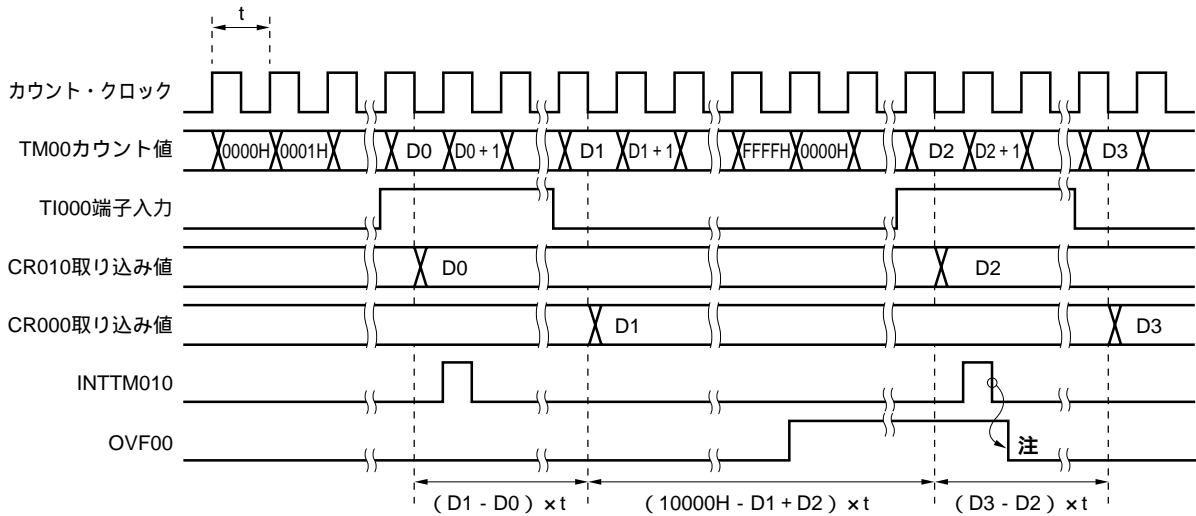 t
カウント・クロック
TM00カウント値 0000H 0001H D0 D0 + 1 D1 D1 + 1 FFFFH 0000H D2 D2 + 1 D3
TI000端子入力
CR010取り込み値 D0 D2
CR000取り込み値 D1 D3
INTTM010
OVF00 注
（D1 - D0）×t （10000H - D1 + D2）×t （D3 - D2）×t